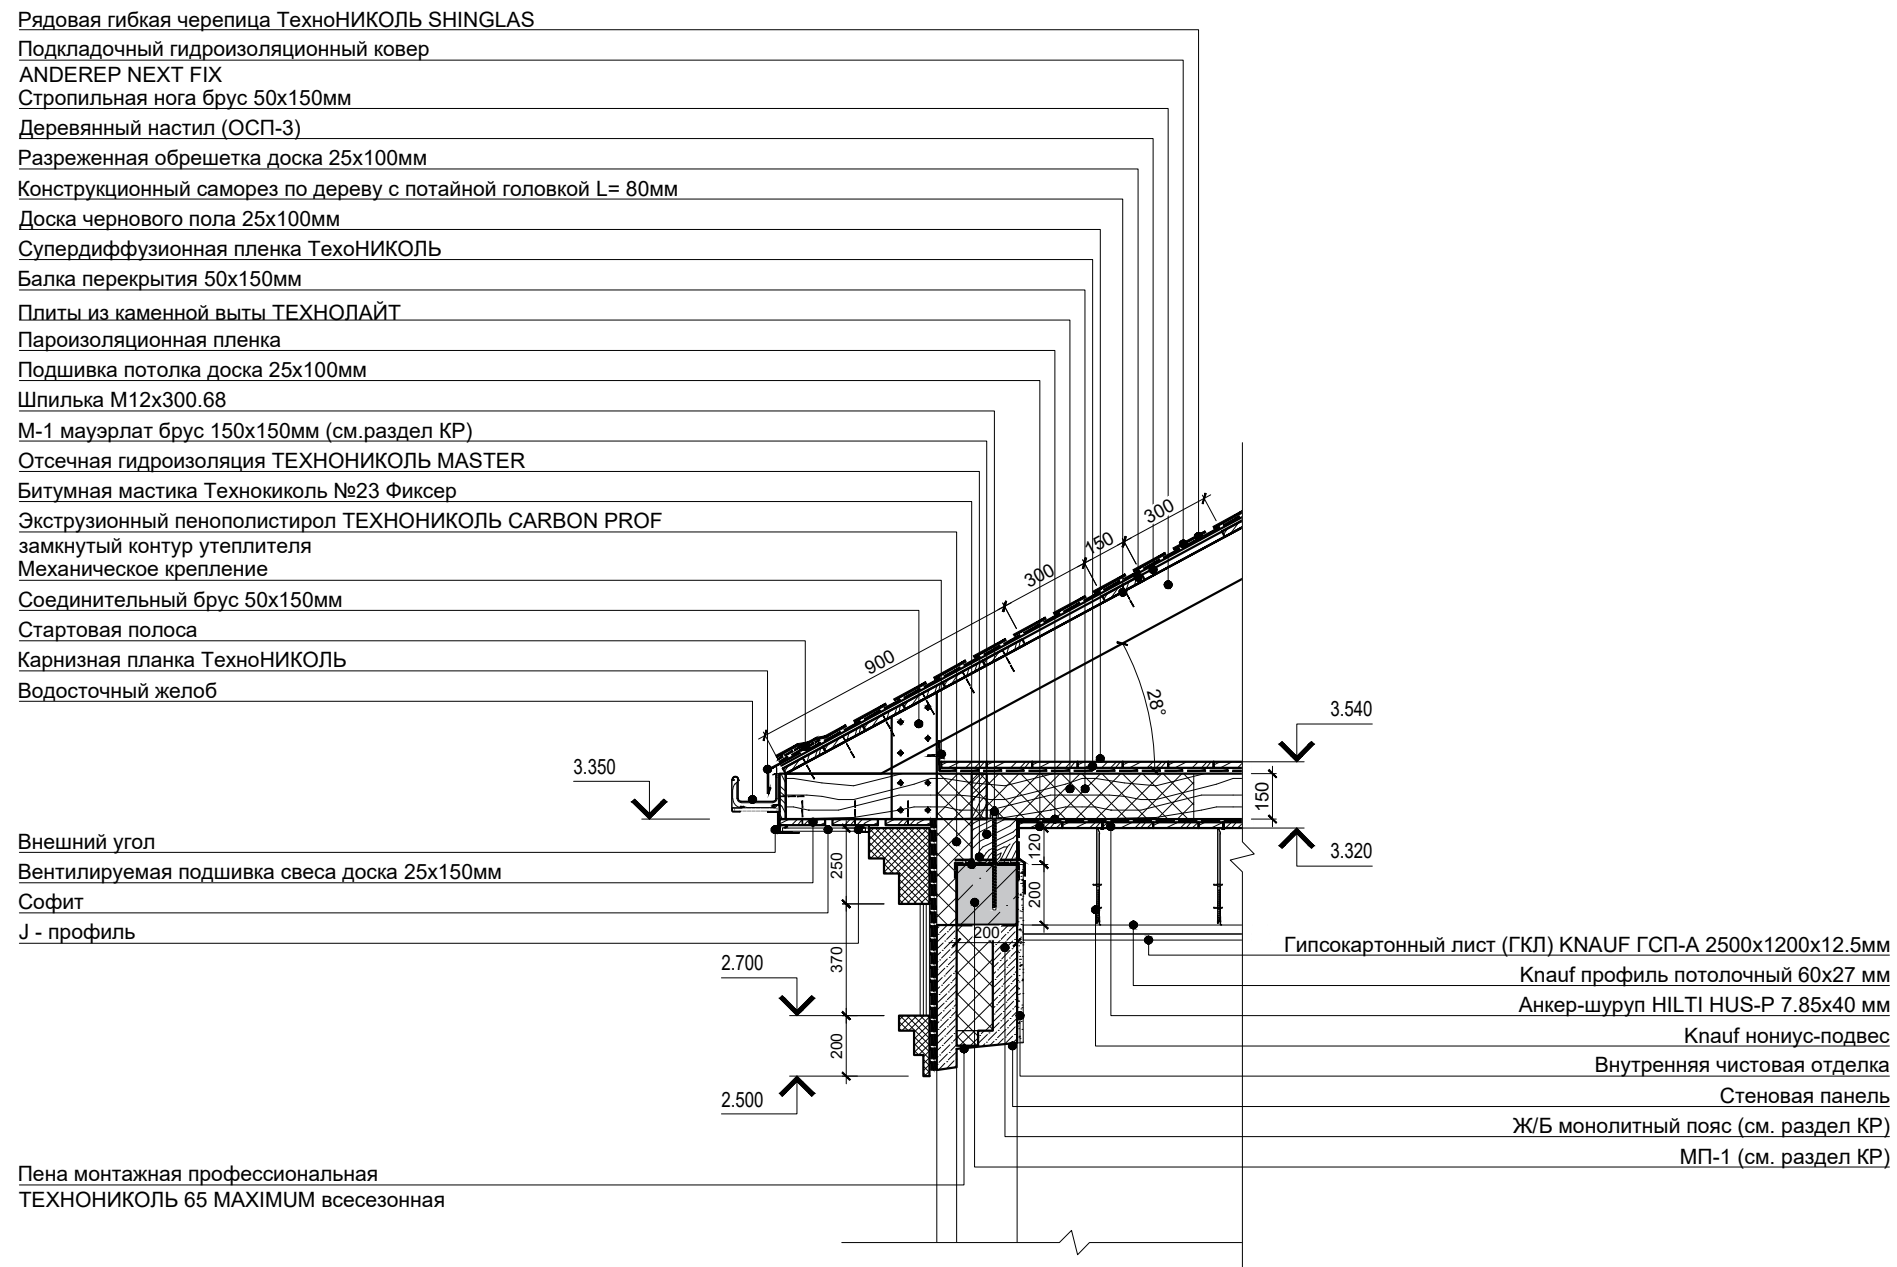 Рядовая гибкая черепица ТехноНИКОЛЬ SHINGLAS
Подкладочный гидроизоляционный ковер
ANDEREP NEXT FIX
Стропильная нога брус 50х150мм
Деревянный настил (ОСП-3)
Разреженная обрешетка доска 25х100мм
Конструкционный саморез по дереву с потайной головкой L= 80мм
Доска чернового пола 25х100мм
Супердиффузионная пленка ТехоНИКОЛЬ
Балка перекрытия 50х150мм
Плиты из каменной выты ТЕХНОЛАЙТ
Пароизоляционная пленка
Подшивка потолка доска 25х100мм
Шпилька М12х300.68
М-1 мауэрлат брус 150х150мм (см.раздел КР)
Отсечная гидроизоляция ТЕХНОНИКОЛЬ MASTER
Битумная мастика Технокиколь №23 Фиксер
Экструзионный пенополистирол ТЕХНОНИКОЛЬ CARBON PROF
замкнутый контур утеплителя
Механическое крепление
Соединительный брус 50х150мм
Стартовая полоса
Карнизная планка ТехноНИКОЛЬ
Водосточный желоб
300
150
300
900
28°
3.540
3.350
150
120
3.320
250
200
200
370
2.700
200
2.500
Внешний угол
Вентилируемая подшивка свеса доска 25х150мм
Софит
J - профиль
Гипсокартонный лист (ГКЛ) KNAUF ГСП-А 2500х1200х12.5мм
Knauf профиль потолочный 60х27 мм
Анкер-шуруп HILTI HUS-P 7.85х40 мм
Knauf нониус-подвес
Внутренняя чистовая отделка
Стеновая панель
Ж/Б монолитный пояс (см. раздел КР)
МП-1 (см. раздел КР)
Пена монтажная профессиональная
ТЕХНОНИКОЛЬ 65 MAXIMUM всесезонная